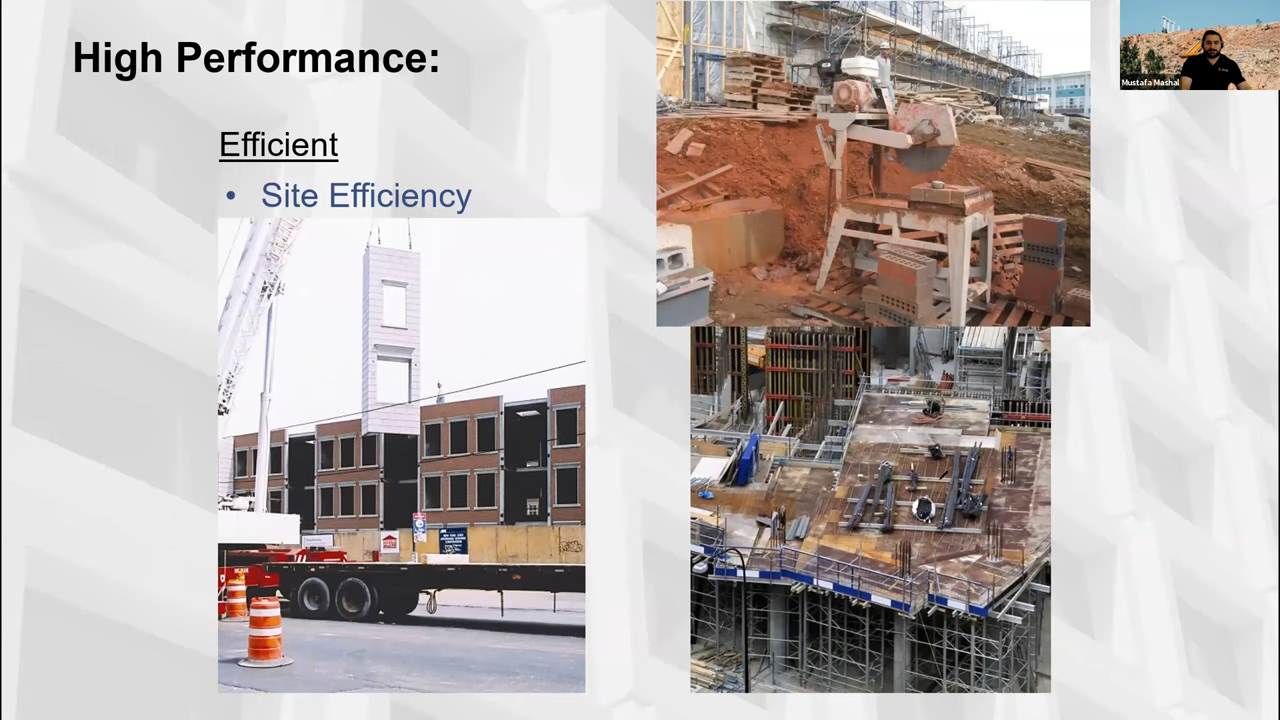 High Performance:
Efficient
• Site Efficiency
Mustafa Mashal